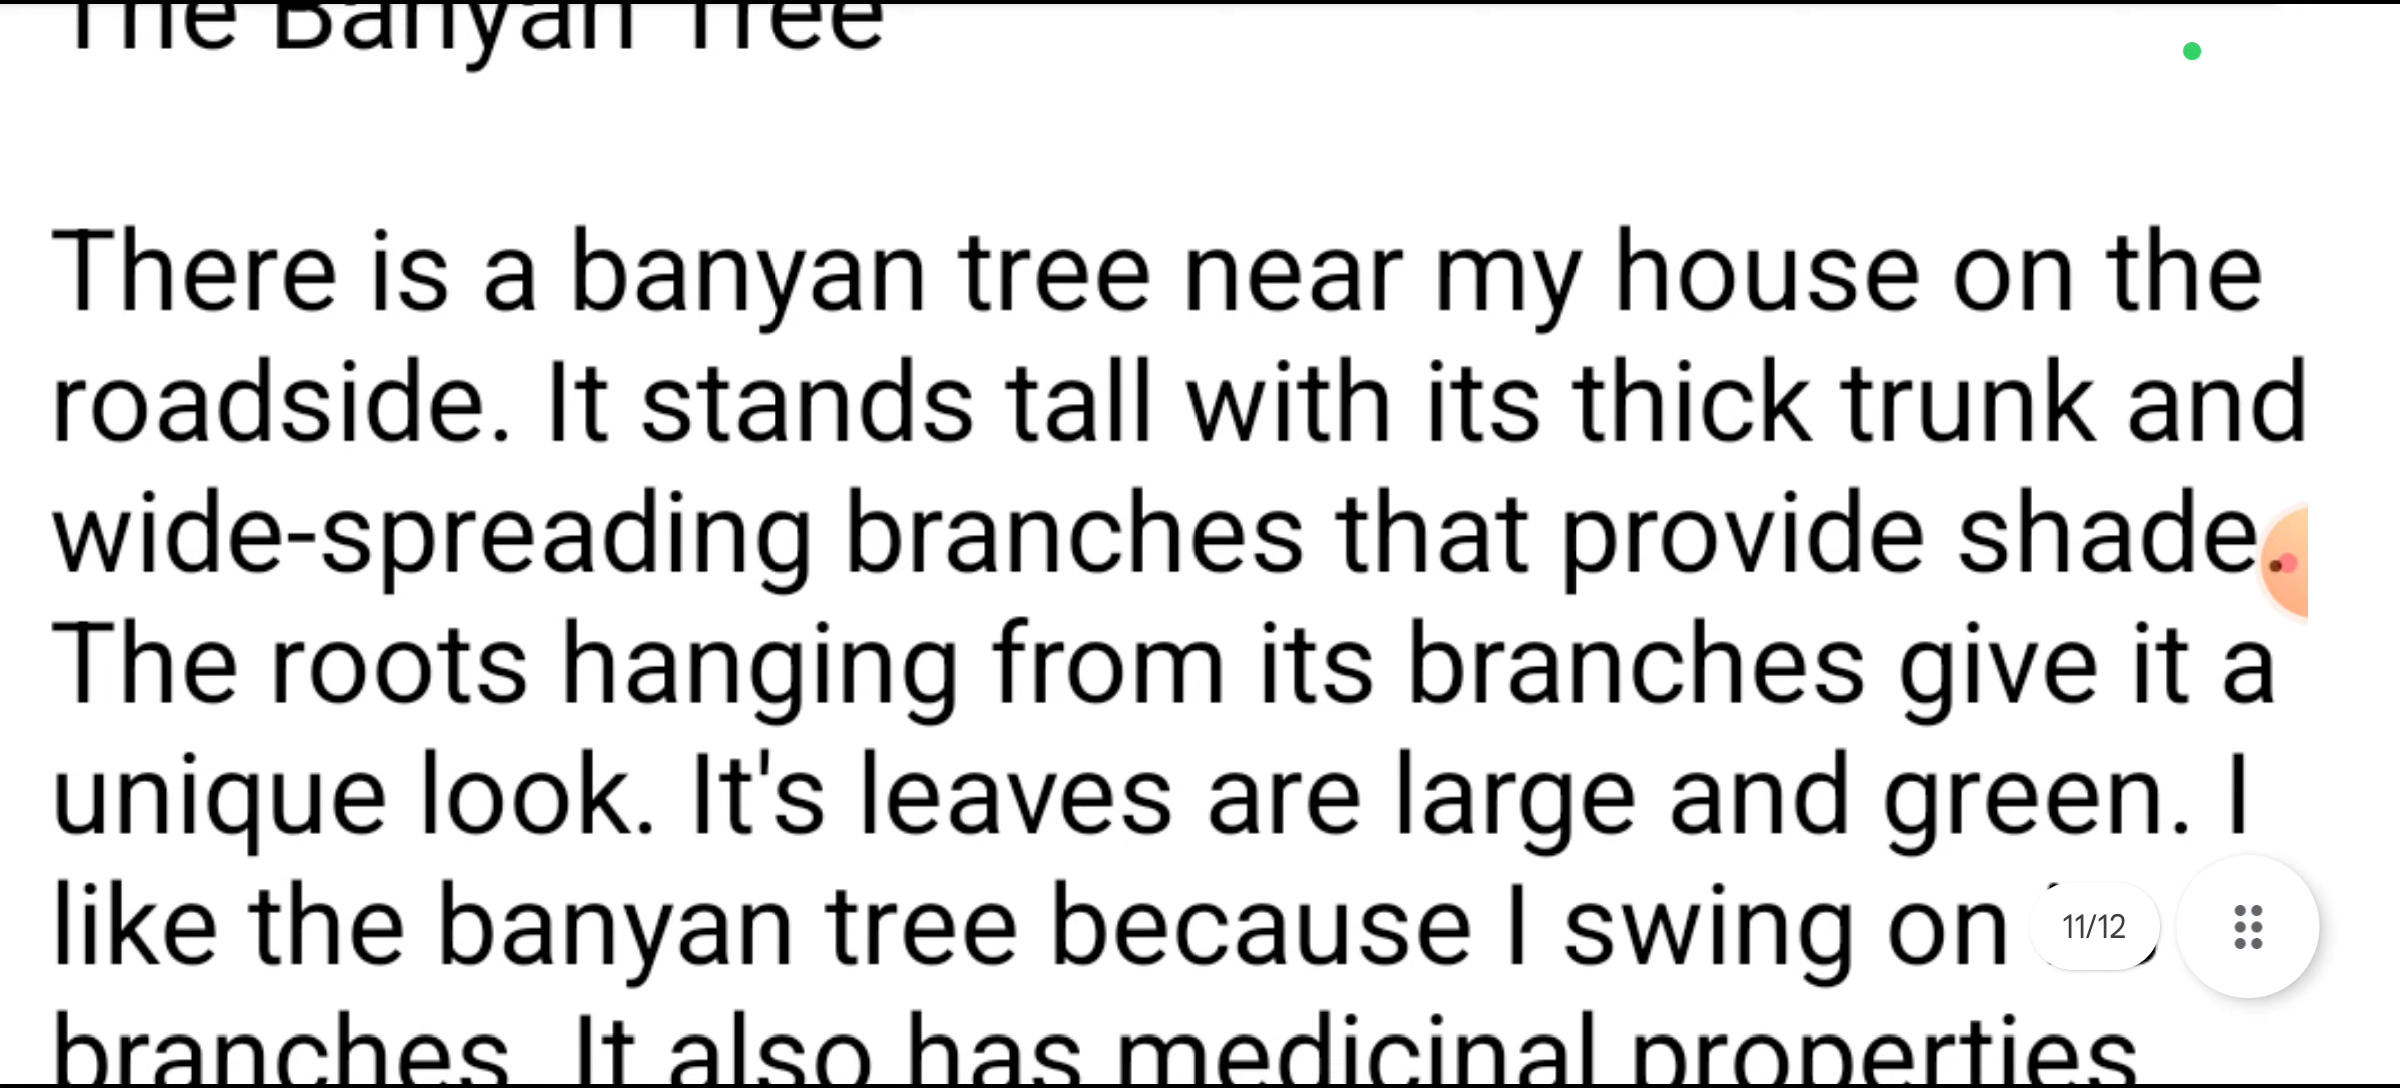 The Banyan Tree
There is a banyan tree near my house on the
roadside. It stands tall with its thick trunk and
wide-spreading branches that provide shade
The roots hanging from its branches give it a
unique look. It's leaves are large and green. I
like the banyan tree because I swing on
11/12
branches It also has medicinal properties